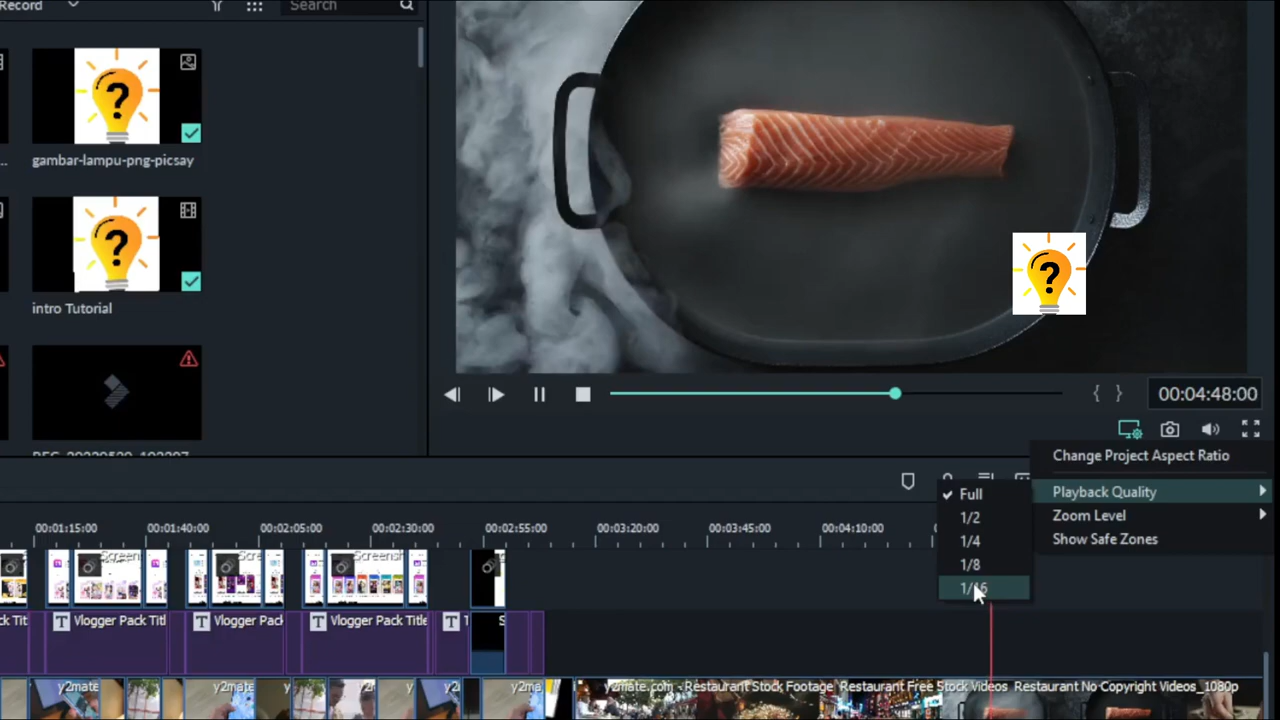 Record
Search
gambar-lampu-png-picsay
intro Tutorial
00:04:48:00
Change Project Aspect Ratio
Playback Quality
Zoom Level
Show Safe Zones
Full
1/2
1/4
1/8
1/16
00:01:15:00 00:01:40:00 00:02:05:00 00:02:30:00 00:02:55:00 00:03:20:00 00:03:45:00 00:04:10:00
Screensh
Vlogger Pack Titl Vlogger Pack Vlogger Pack Title
y2mate y2mate y2mate.com - Restaurant Stock Footage Restaurant Free Stock Videos Restaurant No Copyright Videos_1080p